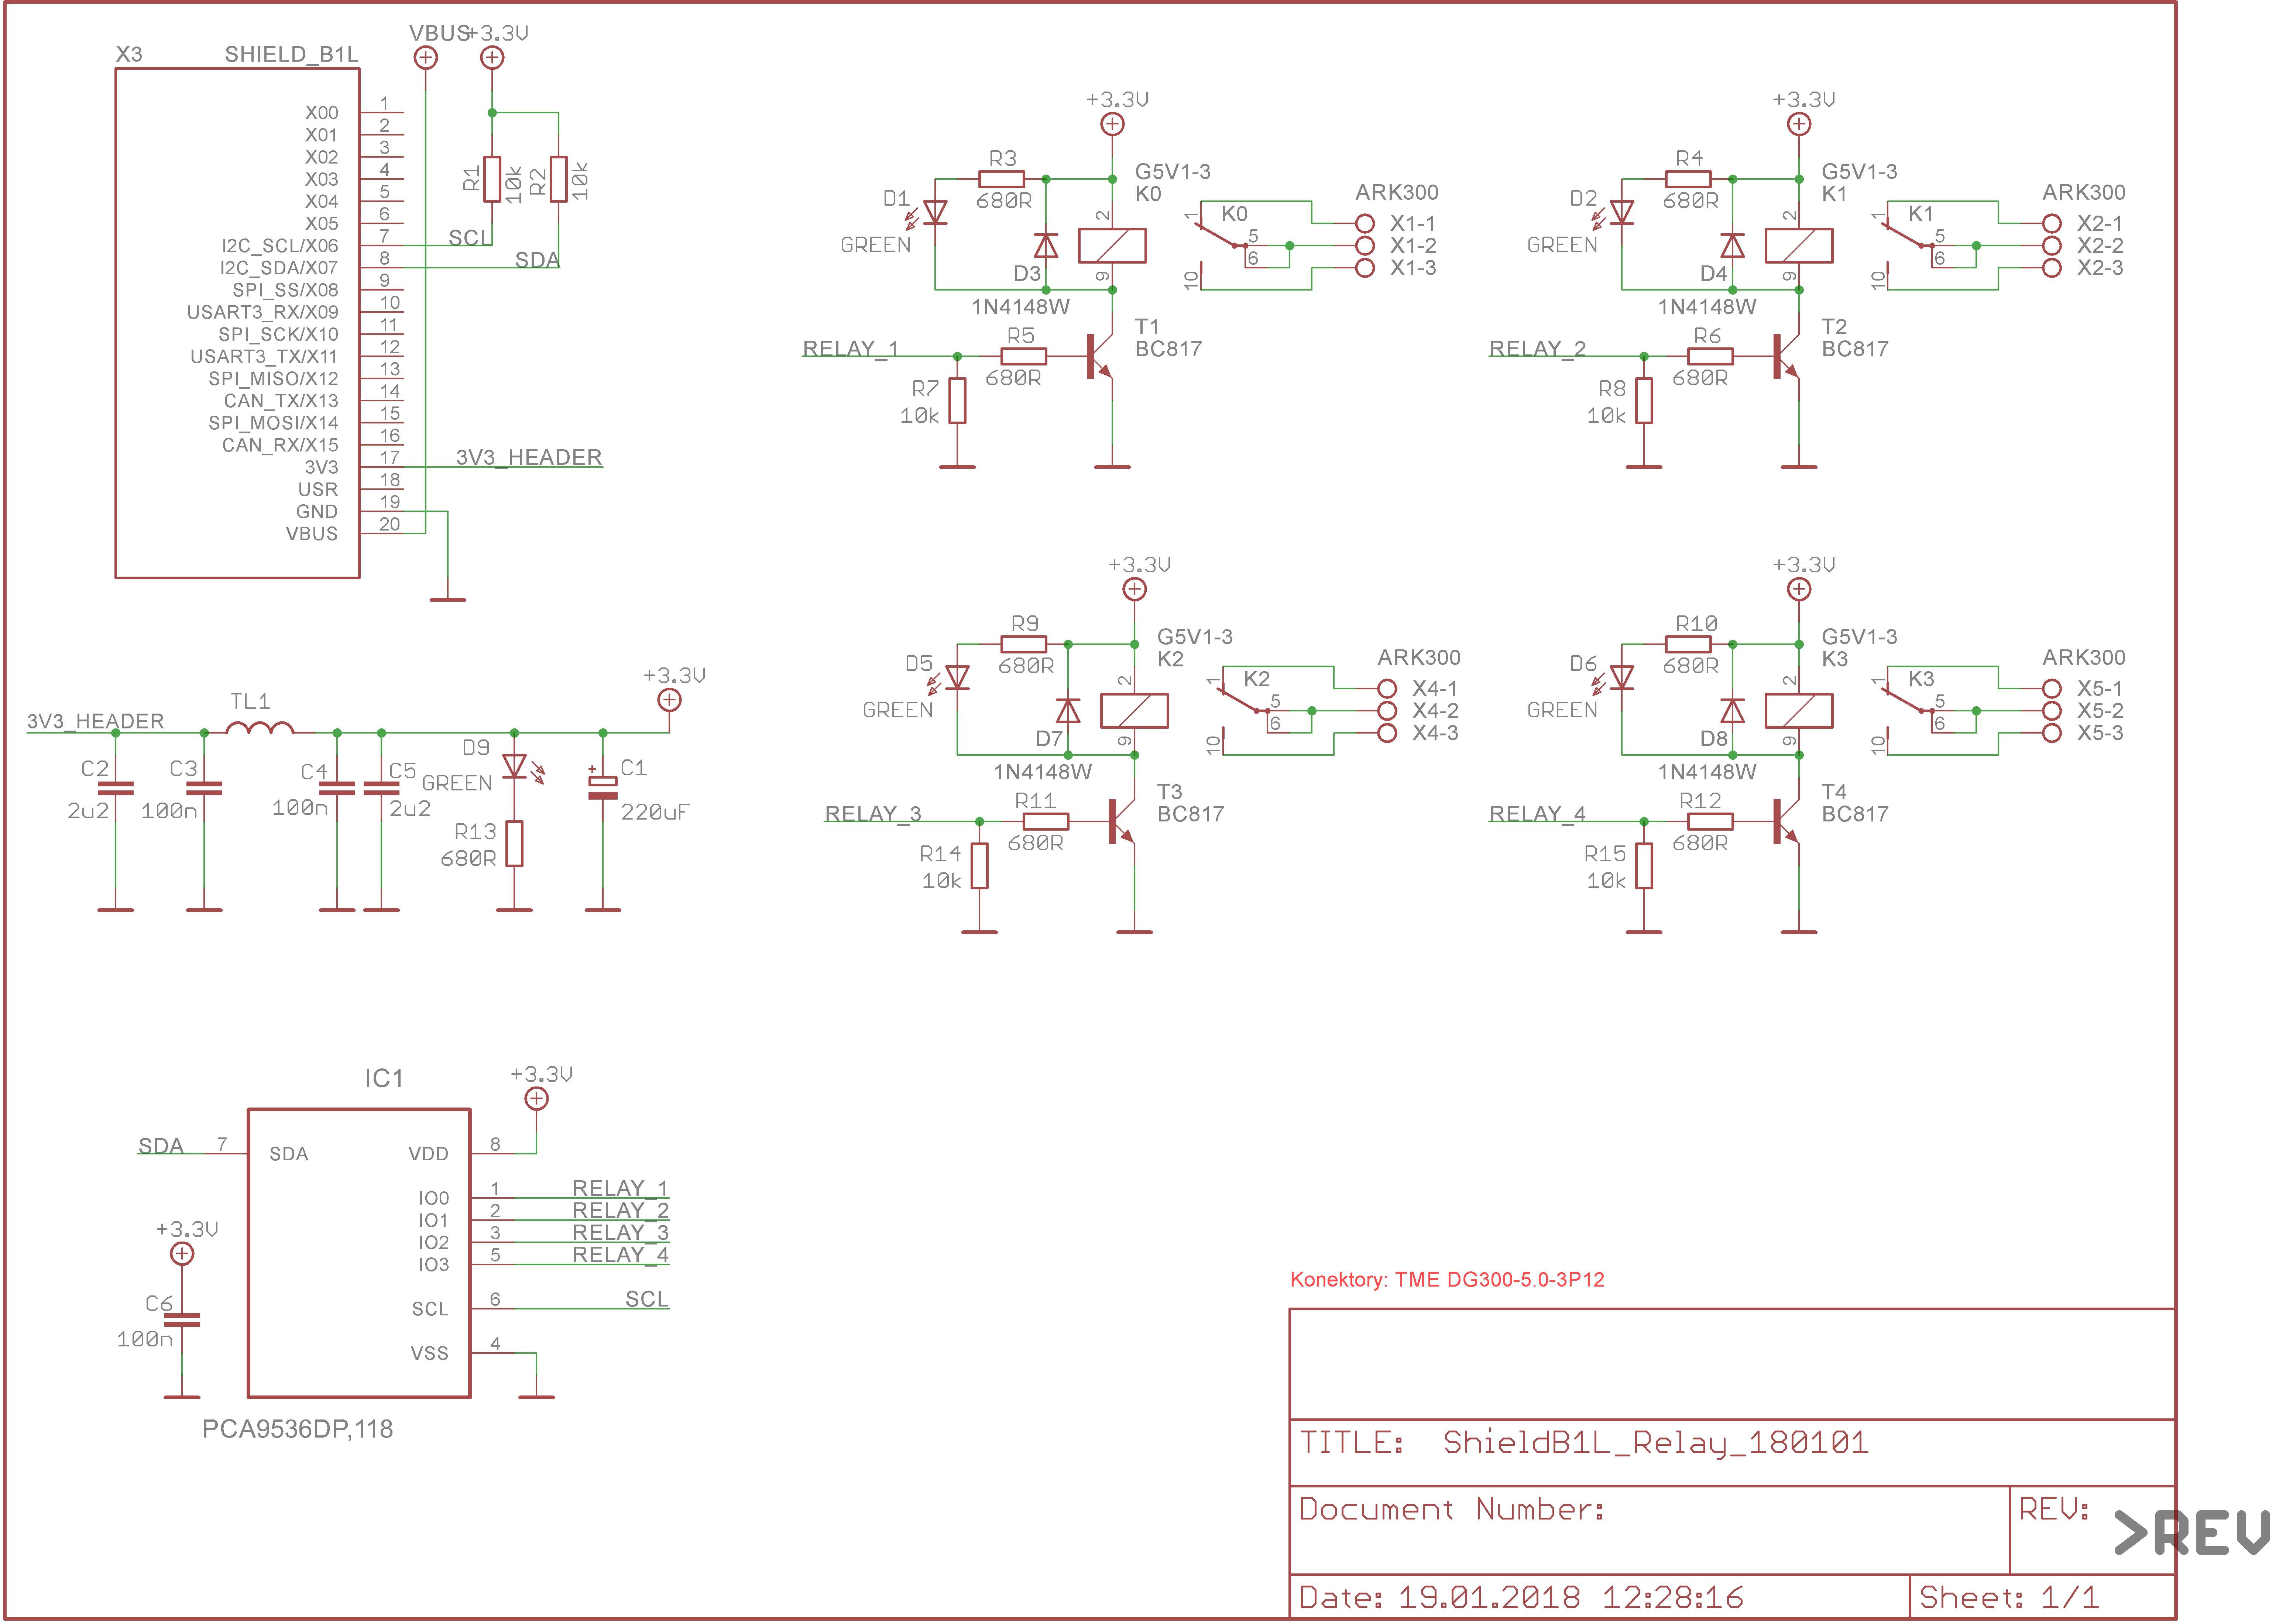 X3 SHIELD_B1L
VBUS +3.3V
X00 1
X01 2
X02 3
X03 4
X04 5
X05 6
I2C_SCL/X06 7 SCL
I2C_SDA/X07 8 SDA
SPI_SS/X08 9
USART3_RX/X09 10
SPI_SCK/X10 11
USART3_TX/X11 12
SPI_MISO/X12 13
CAN_TX/X13 14
SPI_MOSI/X14 15
CAN_RX/X15 16
3V3 17 3V3_HEADER
USR 18
GND 19
VBUS 20
R1 10k
R2 10k
+3.3V
R3
680R
D1
GREEN
G5V1-3
K0
2
9
D3
1N4148W
K0
1
5
6
10
ARK300
X1-1
X1-2
X1-3
T1
BC817
RELAY_1
R5
680R
R7
10k
+3.3V
R4
680R
D2
GREEN
G5V1-3
K1
2
9
D4
1N4148W
K1
1
5
6
10
ARK300
X2-1
X2-2
X2-3
T2
BC817
RELAY_2
R6
680R
R8
10k
+3.3V
R9
680R
D5
GREEN
G5V1-3
K2
2
9
D7
1N4148W
K2
1
5
6
10
ARK300
X4-1
X4-2
X4-3
T3
BC817
RELAY_3
R11
680R
R14
10k
+3.3V
R10
680R
D6
GREEN
G5V1-3
K3
2
9
D8
1N4148W
K3
1
5
6
10
ARK300
X5-1
X5-2
X5-3
T4
BC817
RELAY_4
R12
680R
R15
10k
3V3_HEADER
TL1
+3.3V
C2
2u2
C3
100n
C4
100n
C5
2u2
D9
GREEN
R13
680R
+
C1
220uF
IC1
+3.3V
SDA 7 SDA
VDD 8
IO0 1 RELAY_1
IO1 2 RELAY_2
IO2 3 RELAY_3
IO3 5 RELAY_4
SCL 6 SCL
VSS 4
+3.3V
C6
100n
PCA9536DP,118
Konektory: TME DG300-5.0-3P12
TITLE: ShieldB1L_Relay_180101
Document Number:
REV: >REV
Date: 19.01.2018 12:28:16
Sheet: 1/1